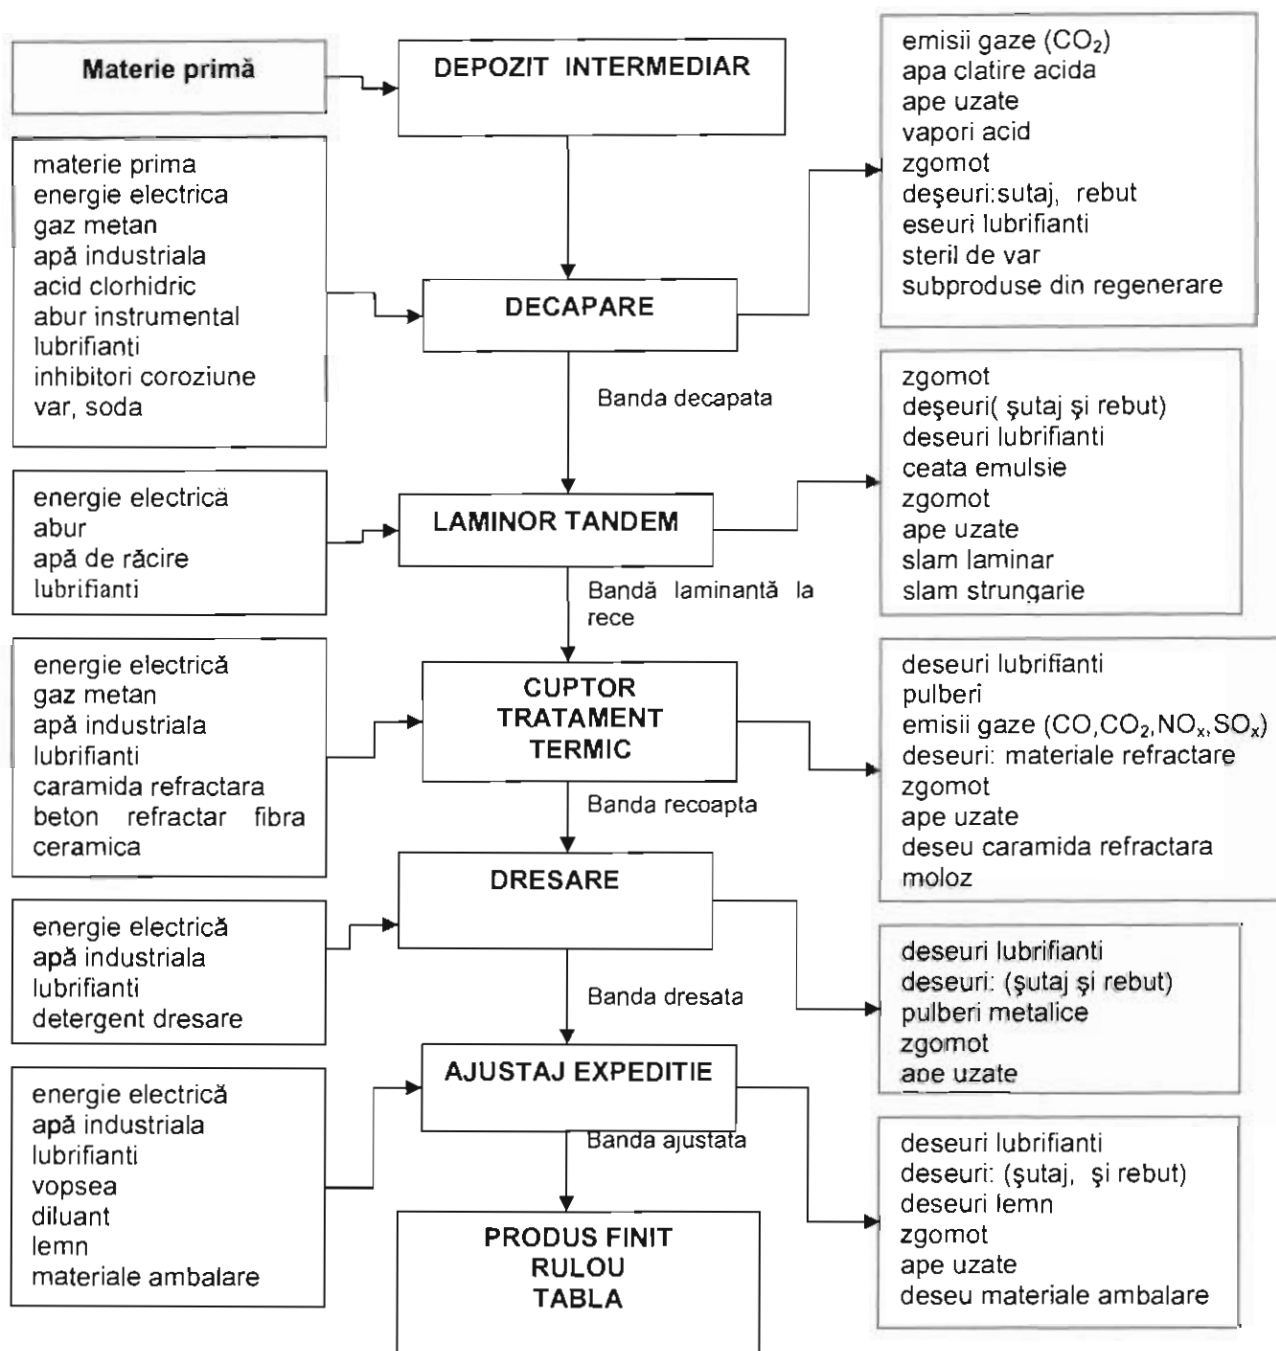 Materie primă
DEPOZIT INTERMEDIAR
emisii gaze (CO₂)
apa clatire acida
ape uzate
vapori acid
zgomot
deşeuri:sutaj, rebut
eseuri lubrifianti
steril de var
subproduse din regenerare
materie prima
energie electrica
gaz metan
apă industriala
acid clorhidric
abur instrumental
lubrifianti
inhibitori coroziune
var, soda
DECAPARE
Banda decapata
zgomot
deşeuri( şutaj şi rebut)
deseuri lubrifianti
ceata emulsie
zgomot
ape uzate
slam laminar
slam strungarie
energie electrică
abur
apă de răcire
lubrifianti
LAMINOR TANDEM
Bandă laminantă la
rece
energie electrică
gaz metan
apă industriala
lubrifianti
caramida refractara
beton refractar fibra
ceramica
CUPTOR
TRATAMENT
TERMIC
Banda recoapta
deseuri lubrifianti
pulberi
emisii gaze (CO,CO₂,NOₓ,SOₓ)
deseuri: materiale refractare
zgomot
ape uzate
deseu caramida refractara
moloz
energie electrică
apă industriala
lubrifianti
detergent dresare
DRESARE
Banda dresata
deseuri lubrifianti
deseuri: (şutaj şi rebut)
pulberi metalice
zgomot
ape uzate
energie electrică
apă industriala
lubrifianti
vopsea
diluant
lemn
materiale ambalare
AJUSTAJ EXPEDITIE
Banda ajustata
deseuri lubrifianti
deseuri: (şutaj, şi rebut)
deseuri lemn
zgomot
ape uzate
deseu materiale ambalare
PRODUS FINIT
RULOU
TABLA